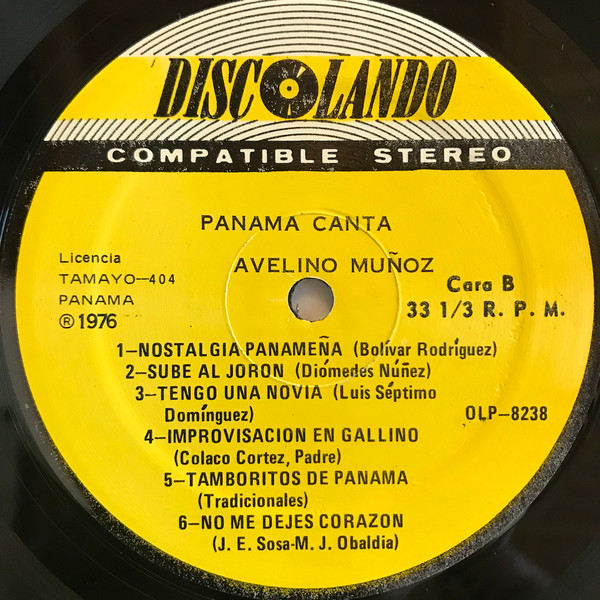 DISCOLANDO
COMPATIBLE STEREO
PANAMA CANTA
AVELINO MUÑOZ
Licencia
TAMAYO-404
PANAMA
℗ 1976
Cara B
33 1/3 R. P. M.
1-NOSTALGIA PANAMEÑA (Bolívar Rodríguez)
2-SUBE AL JORON (Diómedes Núñez)
3-TENGO UNA NOVIA (Luis Séptimo
Domínguez)
OLP-8238
4-IMPROVISACION EN GALLINO
(Colaco Cortez, Padre)
5-TAMBORITOS DE PANAMA
(Tradicionales)
6-NO ME DEJES CORAZON
(J. E. Sosa-M. J. Obaldia)